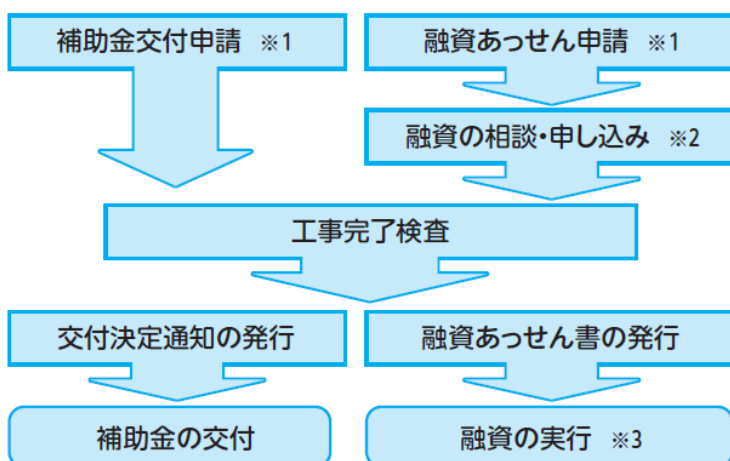 補助金交付申請 ※1
融資あっせん申請 ※1
融資の相談・申し込み ※2
工事完了検査
交付決定通知の発行
融資あっせん書の発行
補助金の交付
融資の実行 ※3